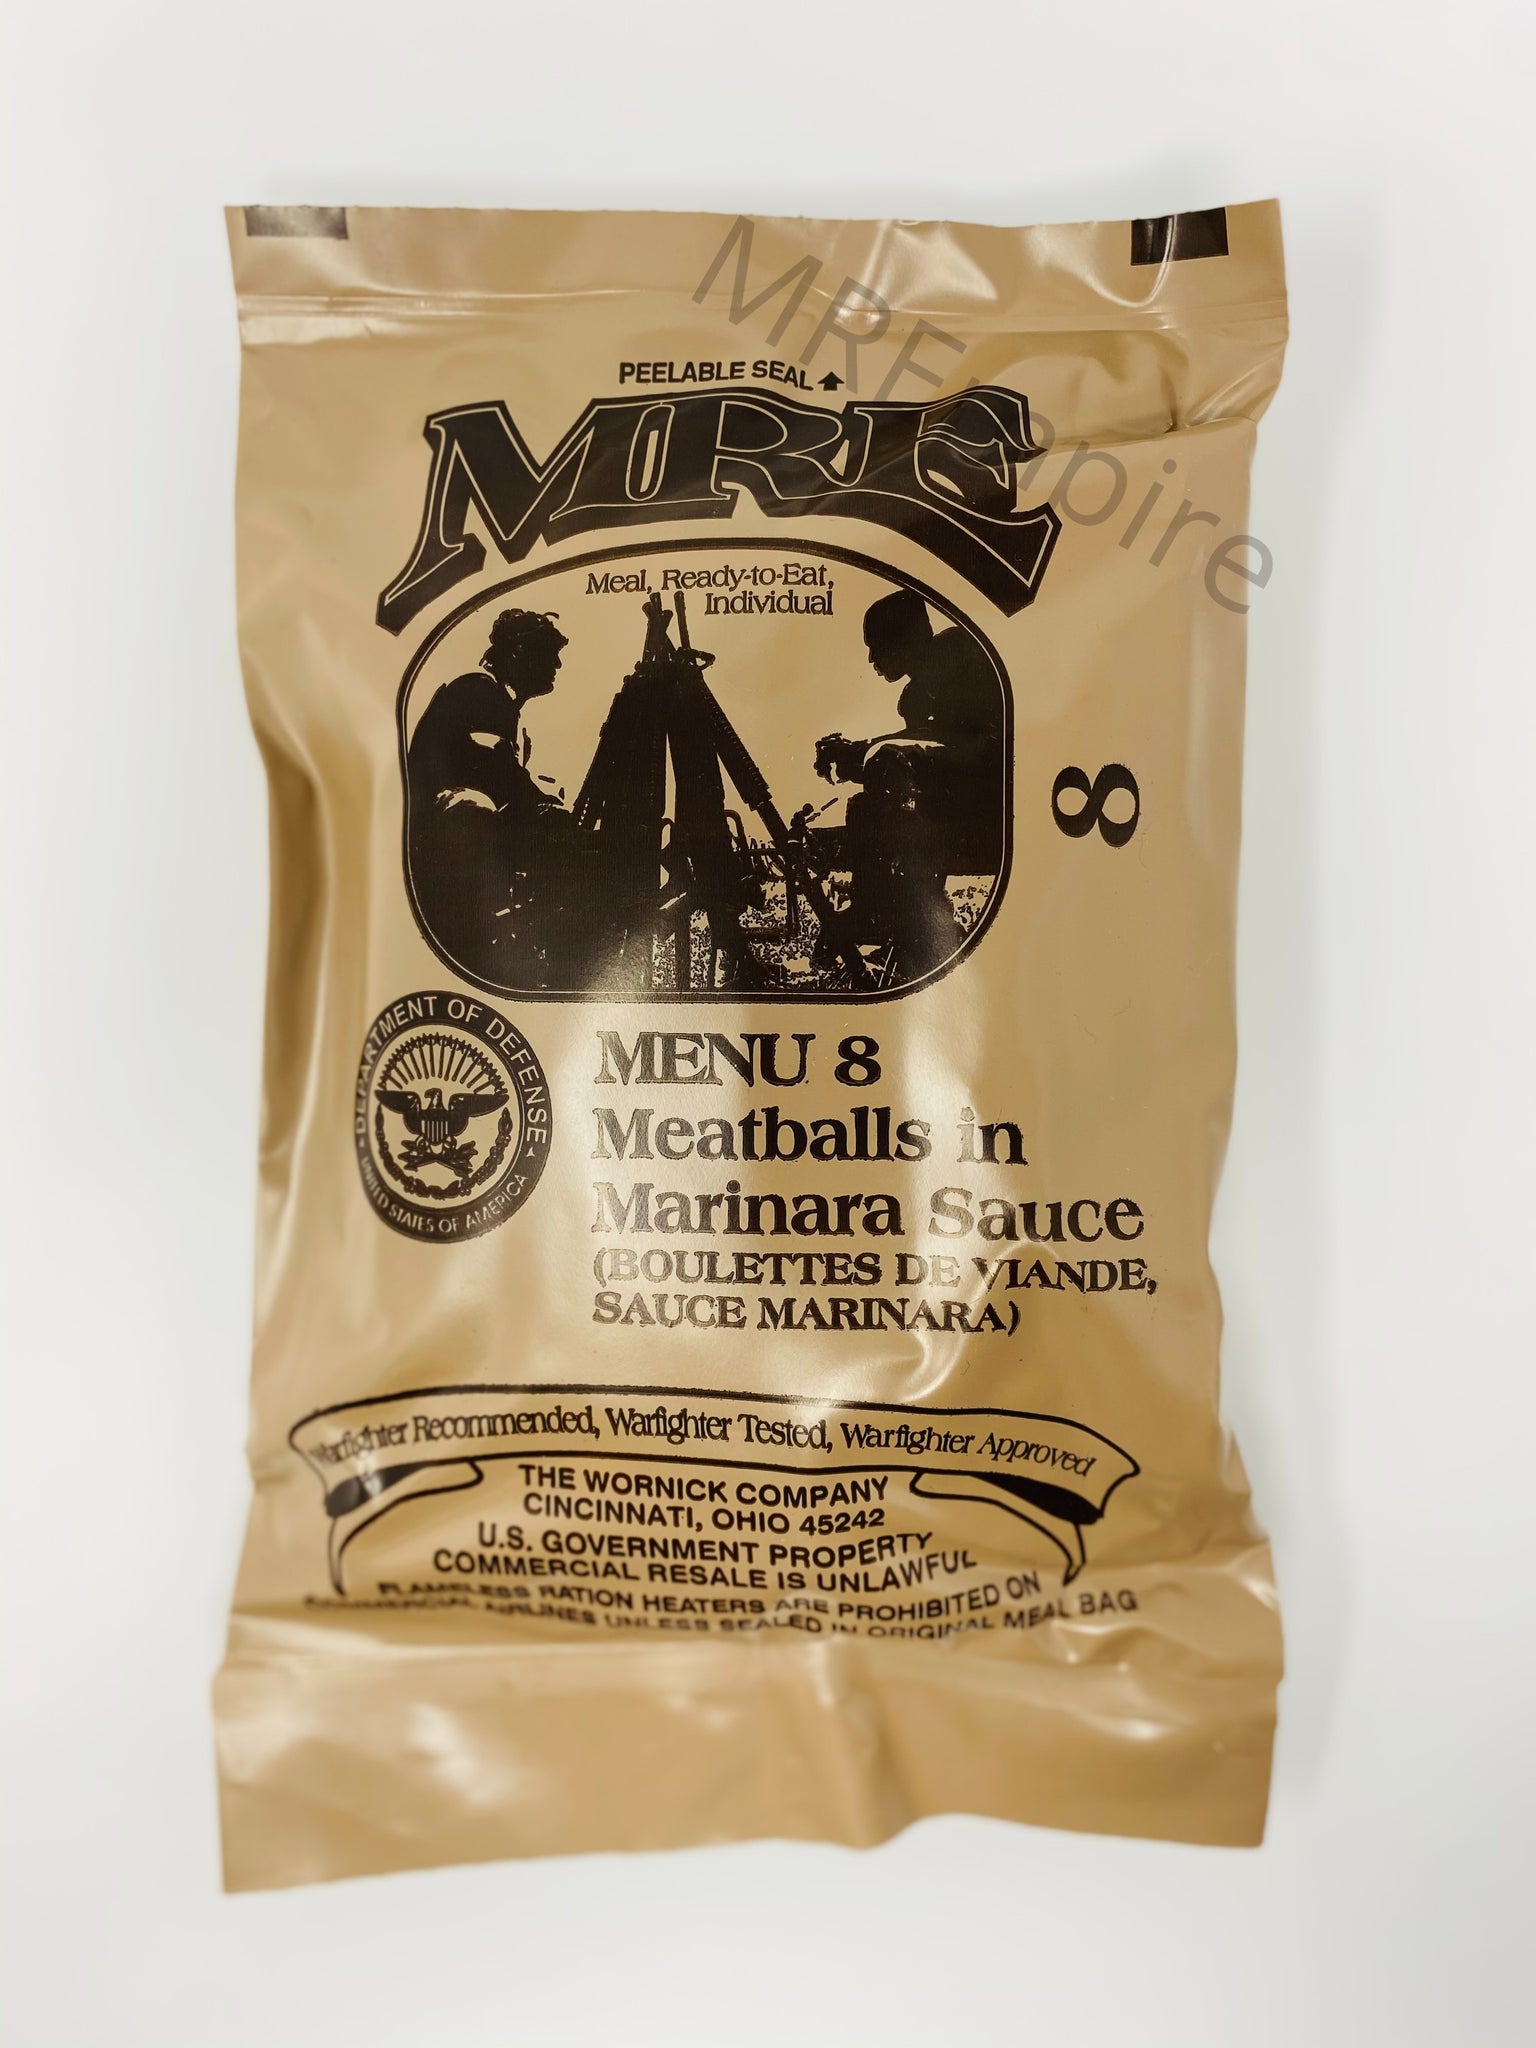 MREmpire
PEELABLE SEAL
MRE
Meal, Ready-to-Eat,
Individual
8
DEPARTMENT OF DEFENSE
UNITED STATES OF AMERICA
MENU 8
Meatballs in
Marinara Sauce
(BOULETTES DE VIANDE,
SAUCE MARINARA)
Warfighter Recommended, Warfighter Tested, Warfighter Approved
THE WORNICK COMPANY
CINCINNATI, OHIO 45242
U.S. GOVERNMENT PROPERTY
COMMERCIAL RESALE IS UNLAWFUL
FLAMELESS RATION HEATERS ARE PROHIBITED ON
COMMERCIAL AIRLINES UNLESS SEALED IN ORIGINAL MEAL BAG